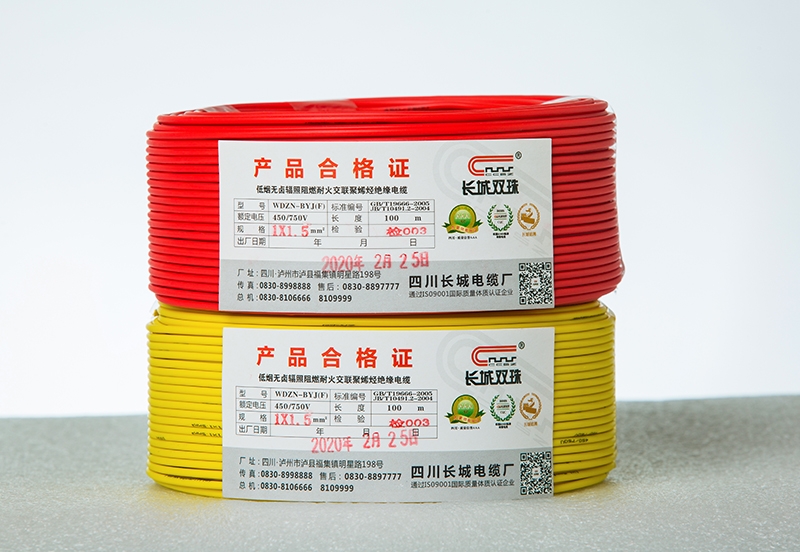 产品合格证
低烟无卤辐照阻燃耐火交联聚烯烃绝缘电缆
型号 WDZN-BYJ(F) 标准编号 GB/T19666-2005 JB/T10491.2-2004
额定电压 450/750V 长度 100 m
规格 1X1.5 mm² 检验 检003
出厂日期 年 月 日
2020年 2月 25日
厂址:四川·泸州市泸县福集镇明星路198号
传真:0830-8998888 售后:0830-8897777
总机:0830-8106666 8109999
®
长城双珠
四川长城电缆厂
通过ISO9001国际质量体质认证企业
产品合格证
低烟无卤辐照阻燃耐火交联聚烯烃绝缘电缆
型号 WDZN-BYJ(F) 标准编号 GB/T19666-2005 JB/T10491.2-2004
额定电压 450/750V 长度 100 m
规格 1X1.5 mm² 检验 检003
出厂日期 年 月 日
2020年 2月 25日
厂址:四川·泸州市泸县福集镇明星路198号
传真:0830-8998888 售后:0830-8897777
总机:0830-8106666 8109999
®
长城双珠
四川长城电缆厂
通过ISO9001国际质量体质认证企业